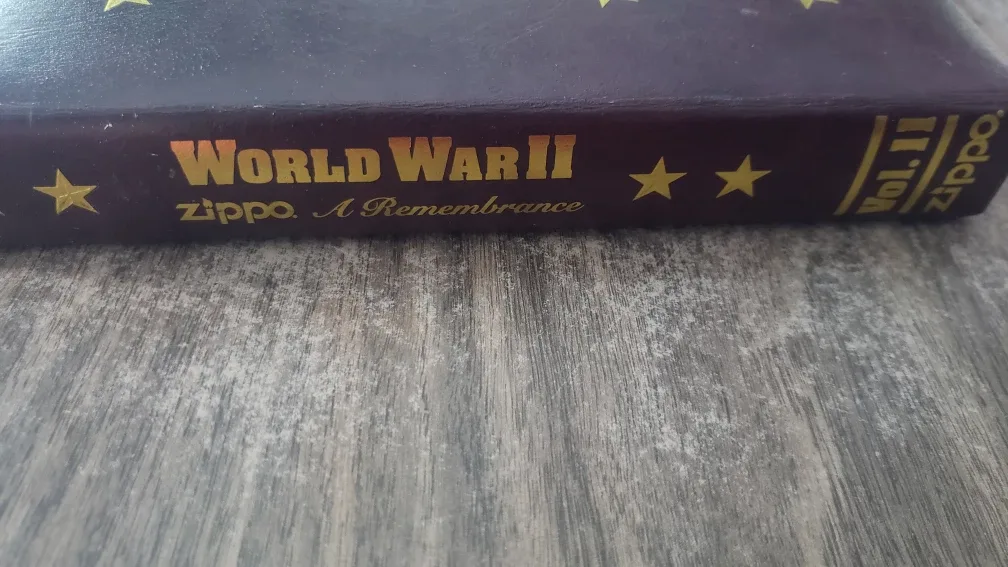 WORLD WAR II
zippo. A Remembrance
Vol. II
zippo.